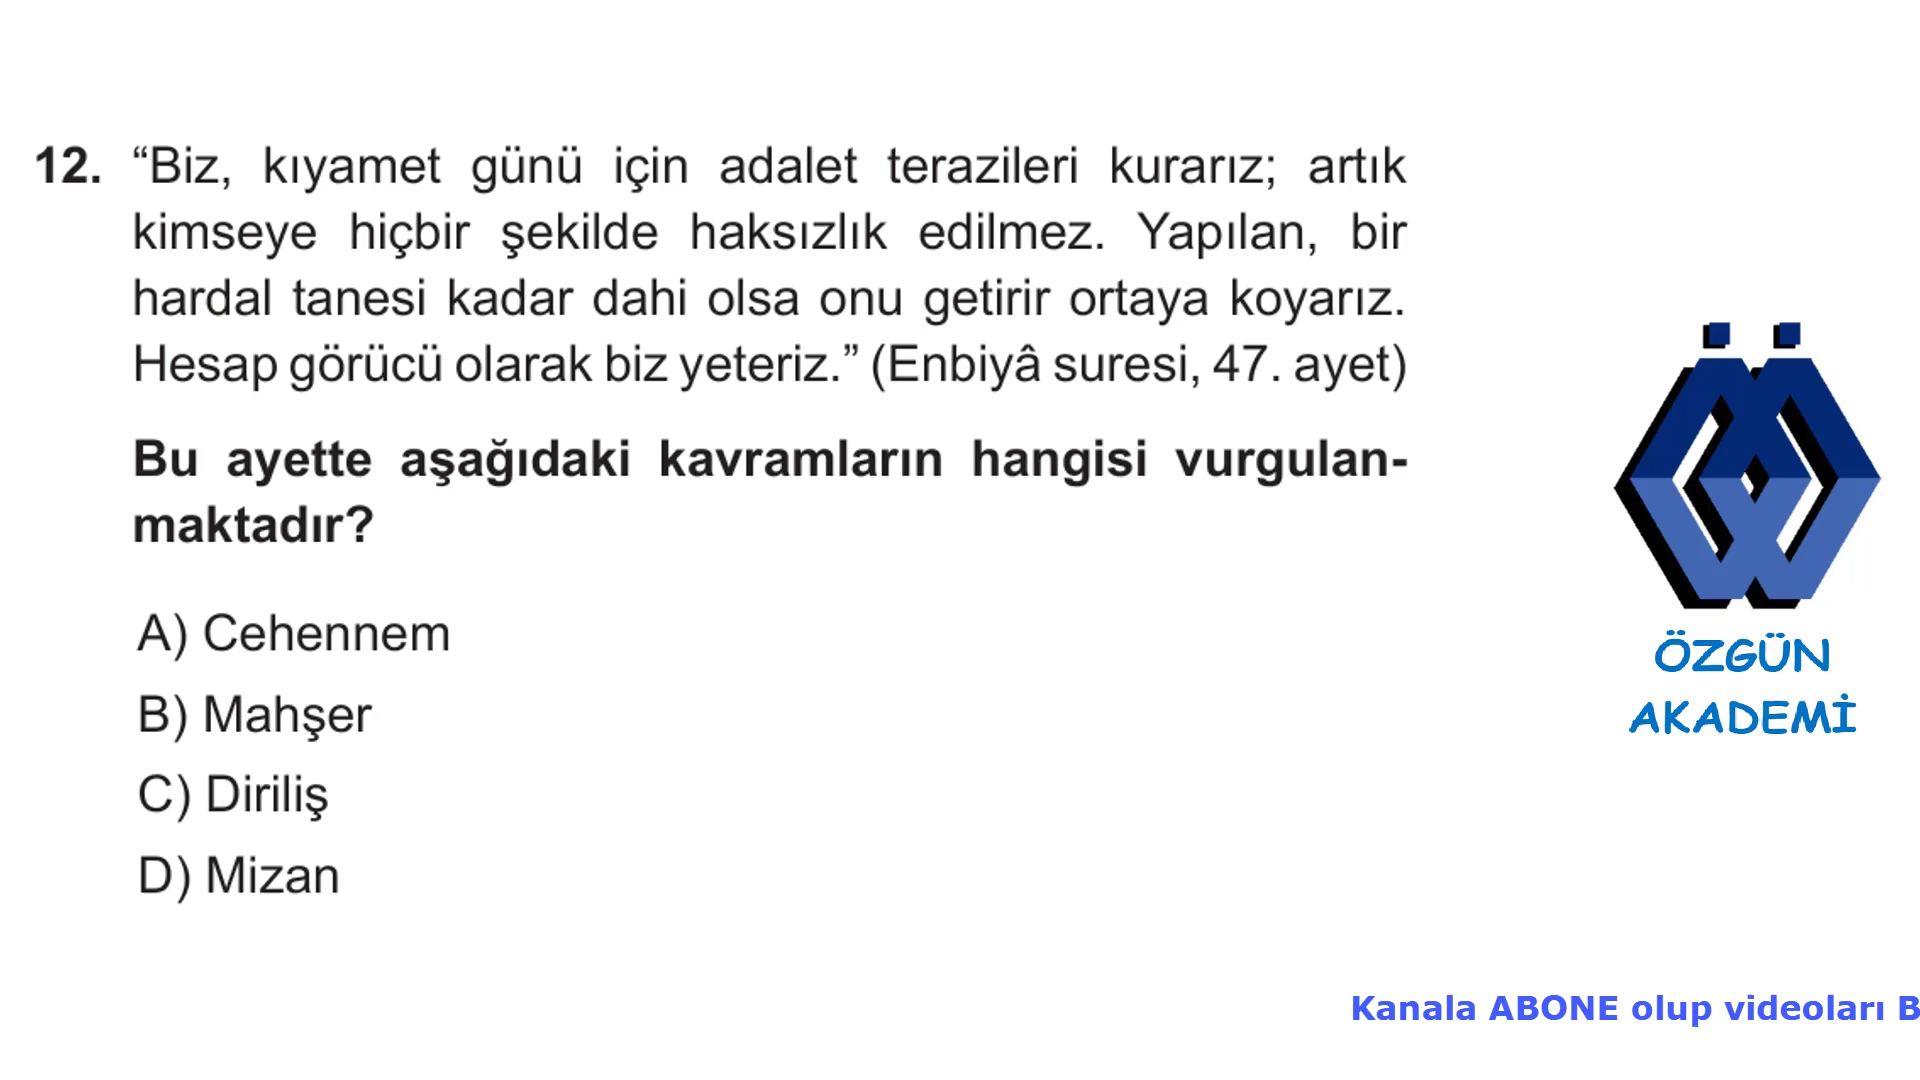 12. “Biz, kıyamet günü için adalet terazileri kurarız; artık
kimseye hiçbir şekilde haksızlık edilmez. Yapılan, bir
hardal tanesi kadar dahi olsa onu getirir ortaya koyarız.
Hesap görücü olarak biz yeteriz.” (Enbiyâ suresi, 47. ayet)
Bu ayette aşağıdaki kavramların hangisi vurgulan-
maktadır?
A) Cehennem
B) Mahşer
C) Diriliş
D) Mizan
ÖZGÜN
AKADEMİ
Kanala ABONE olup videoları B